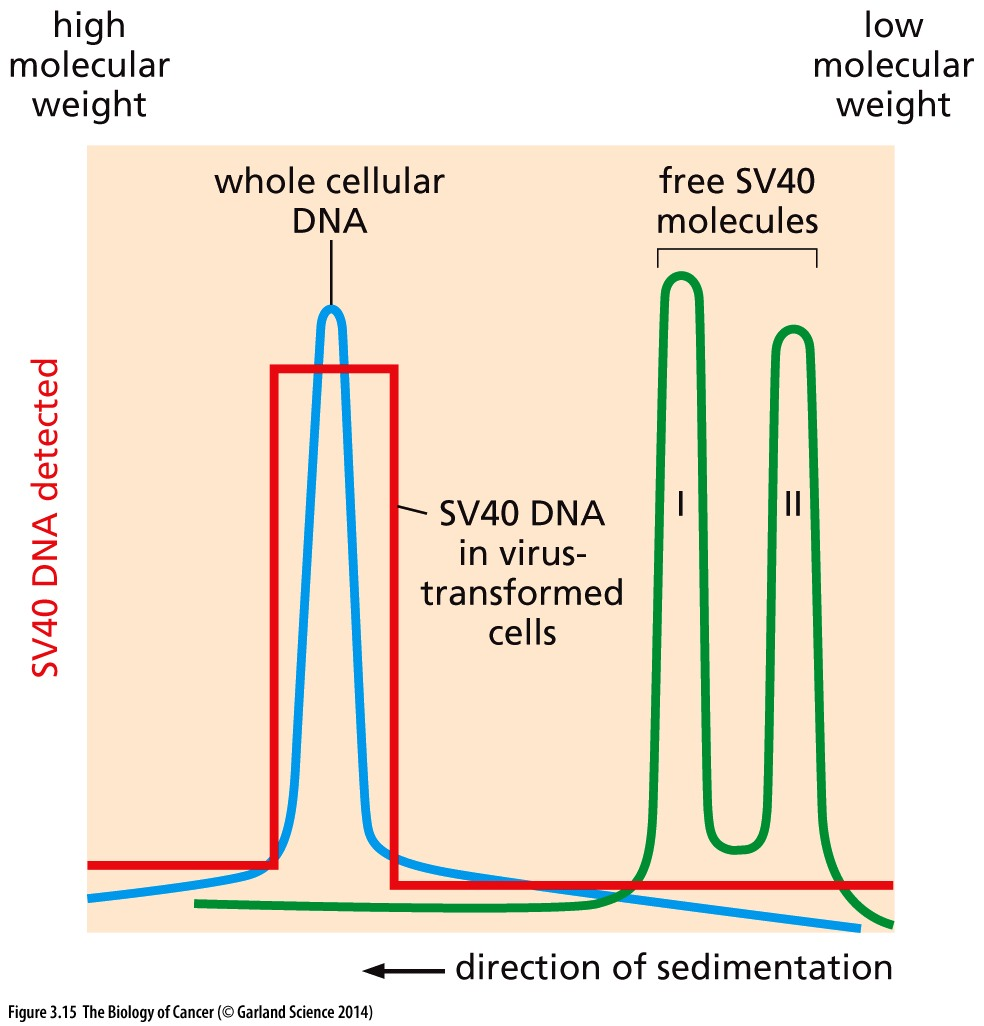 high
molecular
weight
low
molecular
weight
whole cellular
DNA
free SV40
molecules
I
II
SV40 DNA
in virus-
transformed
cells
SV40 DNA detected
direction of sedimentation
Figure 3.15 The Biology of Cancer (© Garland Science 2014)